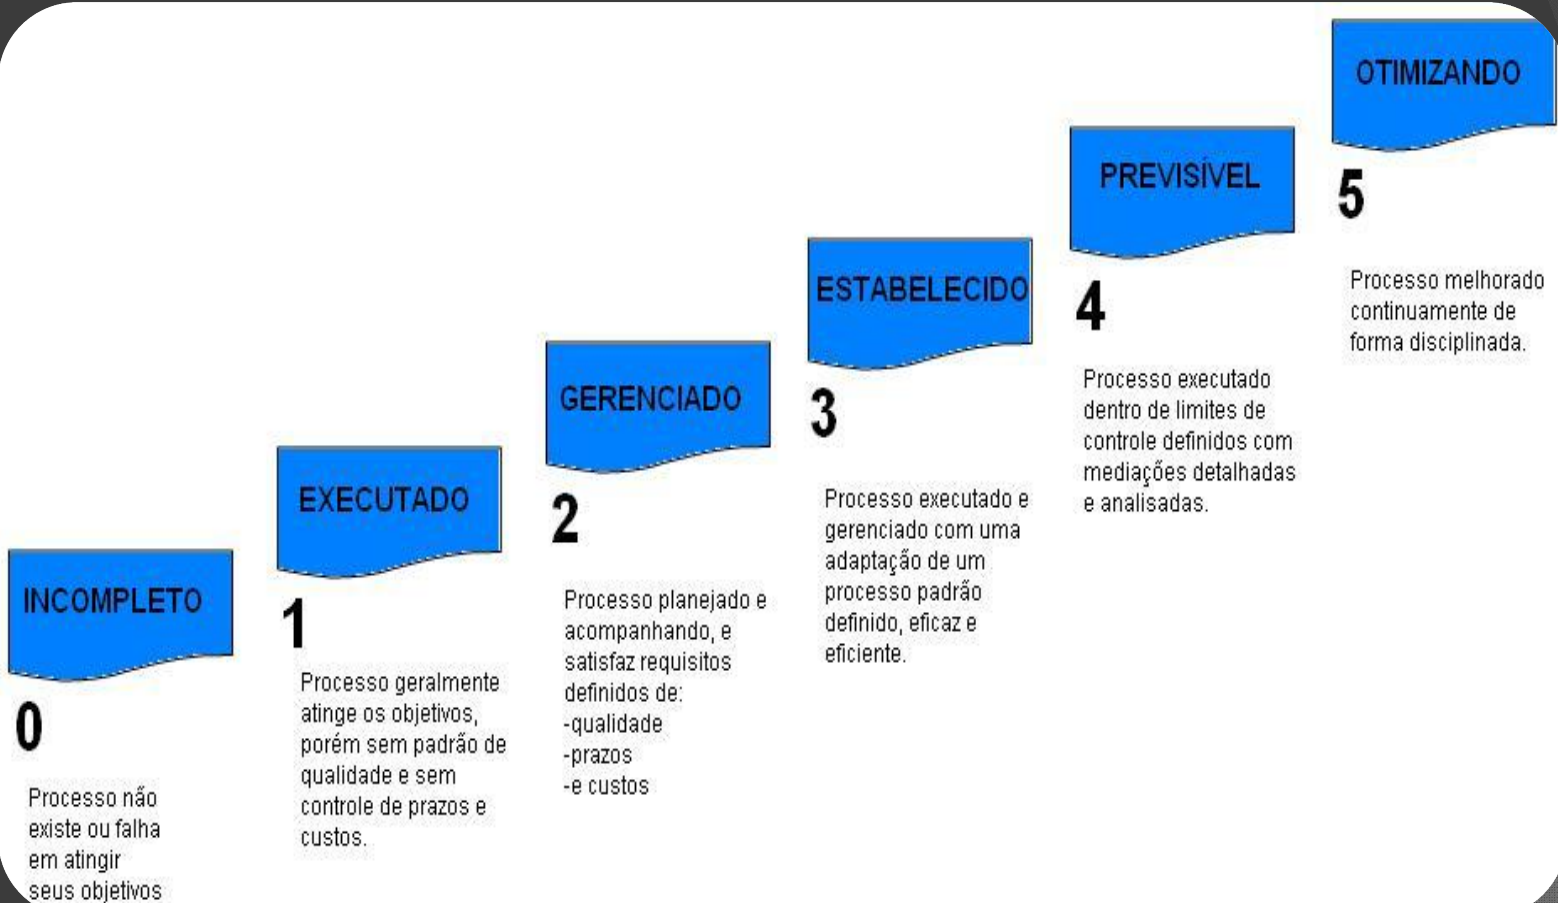 INCOMPLETO
0
Processo não
existe ou falha
em atingir
seus objetivos
EXECUTADO
1
Processo geralmente
atinge os objetivos,
porém sem padrão de
qualidade e sem
controle de prazos e
custos.
GERENCIADO
2
Processo planejado e
acompanhando, e
satisfaz requisitos
definidos de:
-qualidade
-prazos
-e custos
ESTABELECIDO
3
Processo executado e
gerenciado com uma
adaptação de um
processo padrão
definido, eficaz e
eficiente.
PREVISÍVEL
4
Processo executado
dentro de limites de
controle definidos com
mediações detalhadas
e analisadas.
OTIMIZANDO
5
Processo melhorado
continuamente de
forma disciplinada.